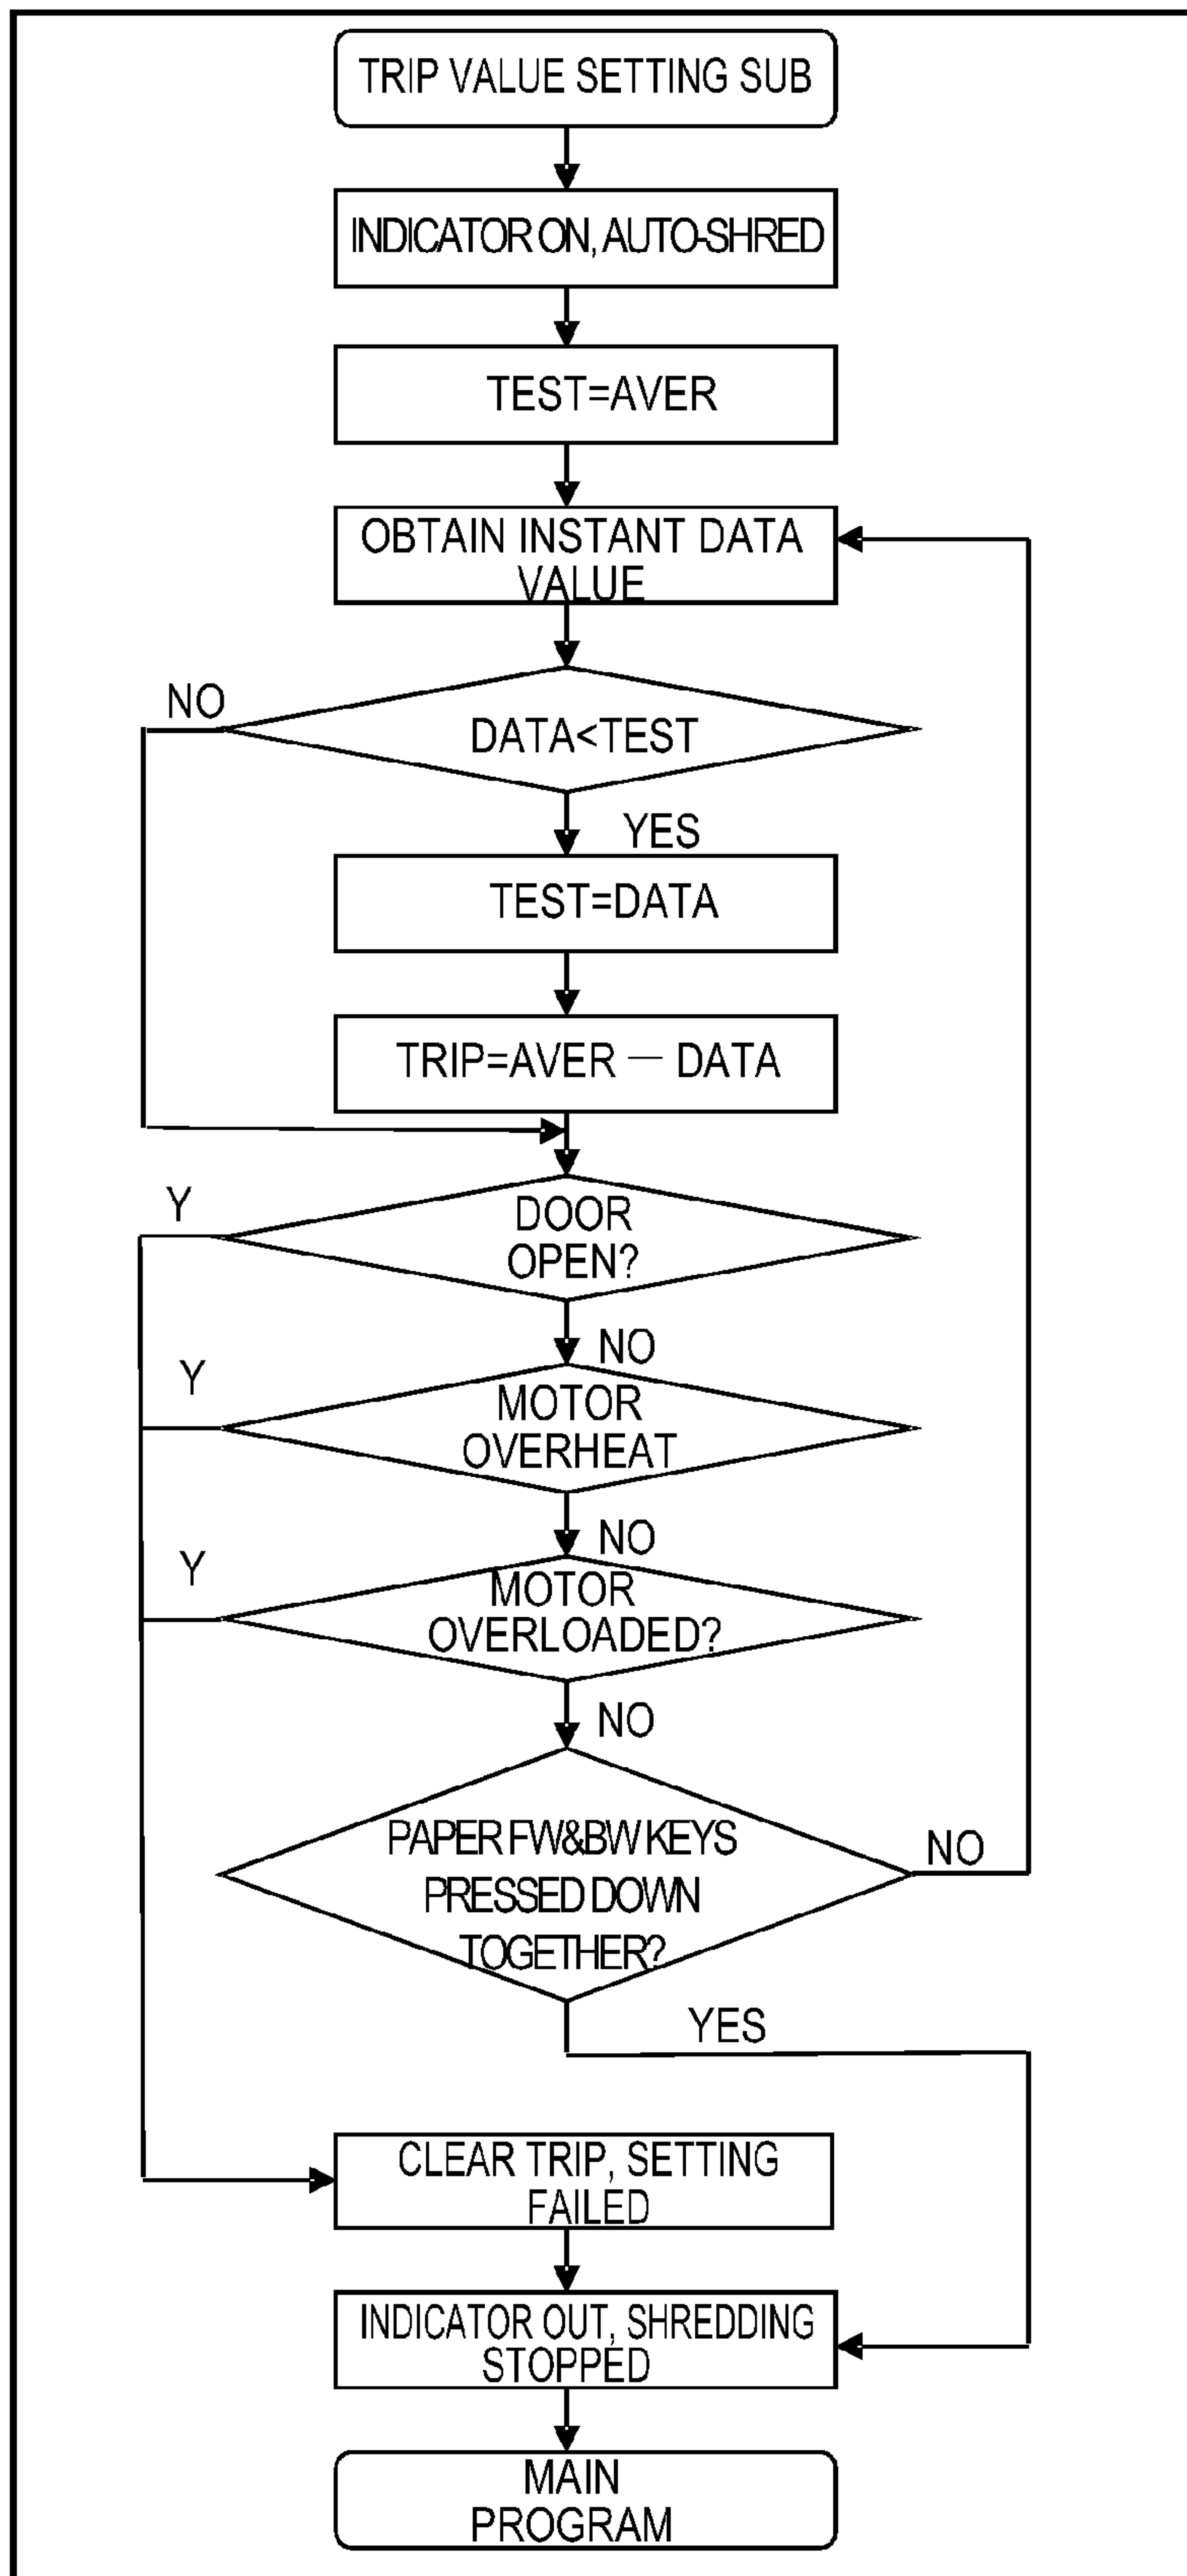 TRIP VALUE SETTING SUB
INDICATOR ON, AUTO-SHRED
TEST=AVER
OBTAIN INSTANT DATA
VALUE
NO
DATA<TEST
YES
TEST=DATA
TRIP=AVER — DATA
Y
DOOR
OPEN?
NO
Y
MOTOR
OVERHEAT
NO
Y
MOTOR
OVERLOADED?
NO
PAPER FW&BW KEYS
PRESSED DOWN
TOGETHER?
NO
YES
CLEAR TRIP, SETTING
FAILED
INDICATOR OUT, SHREDDING
STOPPED
MAIN
PROGRAM